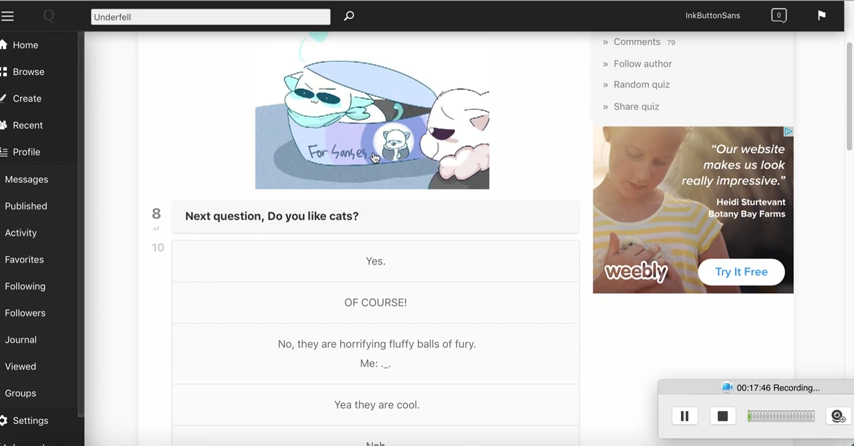 Q
Underfell
InkButtonSans
0
Home
Browse
Create
Recent
Profile
Messages
Published
Activity
Favorites
Following
Followers
Journal
Viewed
Groups
Settings
For Sanses
» Comments 79
» Follow author
» Random quiz
» Share quiz
“Our website
makes us look
really impressive.”
Heidi Sturtevant
Botany Bay Farms
weebly
Try It Free
8
of
10
Next question, Do you like cats?
Yes.
OF COURSE!
No, they are horrifying fluffy balls of fury.
Me: ._.
Yea they are cool.
00:17:46 Recording...